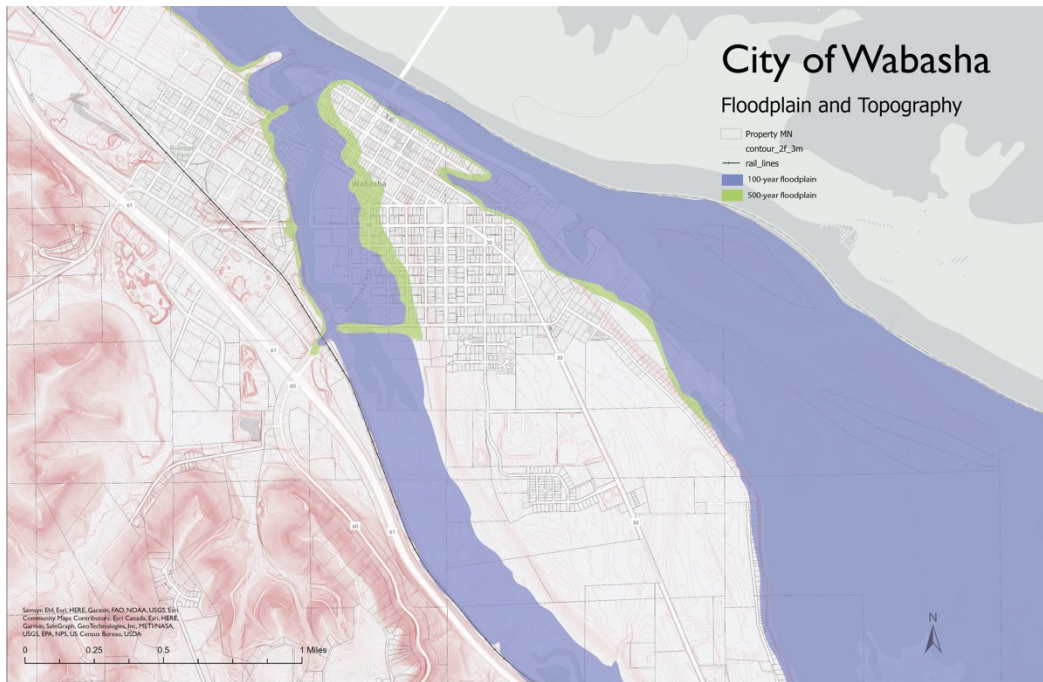 City of Wabasha
Floodplain and Topography
Property MN
contour_2f_3m
rail_lines
100-year floodplain
500-year floodplain
Wabasha
61
30
61
60
30
60
61
30
Sources: Esri, HERE, Garmin, FAO, NOAA, USGS, Esri
Community Maps Contributors, Esri Canada, Esri, HERE,
Garmin, SafeGraph, GeoTechnologies, Inc, METI/NASA,
USGS, EPA, NPS, US Census Bureau, USDA
0 0.25 0.5 1 Miles
N